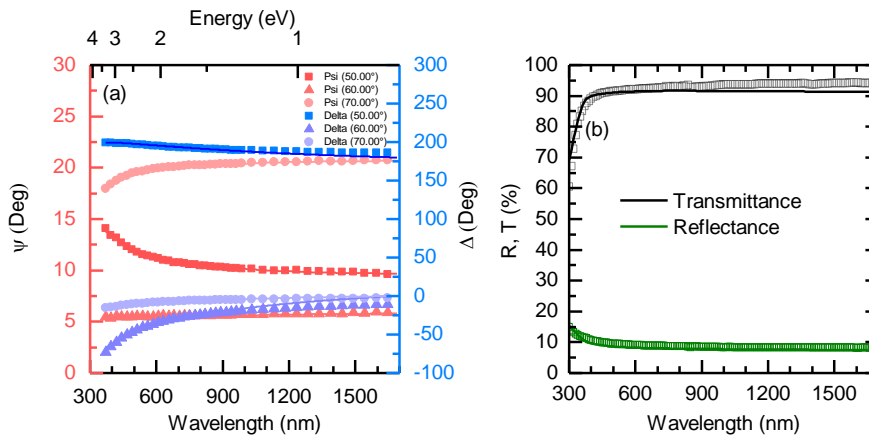 Energy (eV)
4 3 2 1
(a)
Psi (50.00°)
Psi (60.00°)
Psi (70.00°)
Delta (50.00°)
Delta (60.00°)
Delta (70.00°)
30
25
20
15
10
5
0
ψ (Deg)
300
250
200
150
100
50
0
-50
-100
Δ (Deg)
300 600 900 1200 1500
Wavelength (nm)
(b)
Transmittance
Reflectance
100
90
80
70
60
50
40
30
20
10
0
R, T (%)
300 600 900 1200 1500
Wavelength (nm)